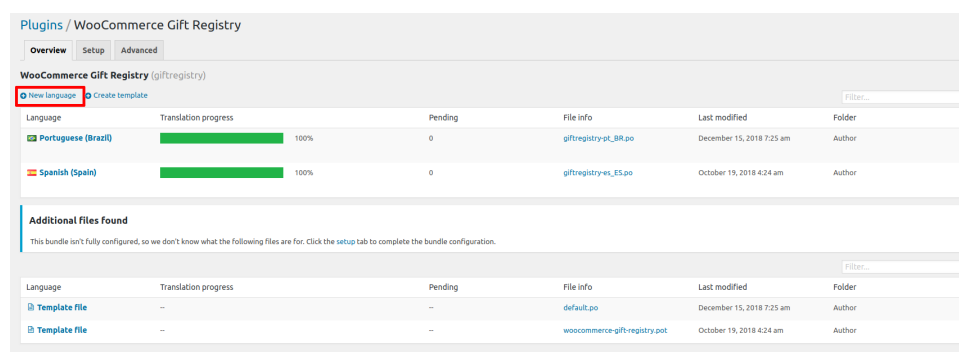 Plugins / WooCommerce Gift Registry
Overview Setup Advanced
WooCommerce Gift Registry (giftregistry)
New language Create template
Filter...
Language Translation progress Pending File info Last modified Folder
Portuguese (Brazil) 100% 0 giftregistry-pt_BR.po December 15, 2018 7:25 am Author
Spanish (Spain) 100% 0 giftregistry-es_ES.po October 19, 2018 4:24 am Author
Additional files found
This bundle isn't fully configured, so we don't know what the following files are for. Click the setup tab to complete the bundle configuration.
Filter...
Language Translation progress Pending File info Last modified Folder
Template file -- -- default.po December 15, 2018 7:25 am Author
Template file -- -- woocommerce-gift-registry.pot October 19, 2018 4:24 am Author